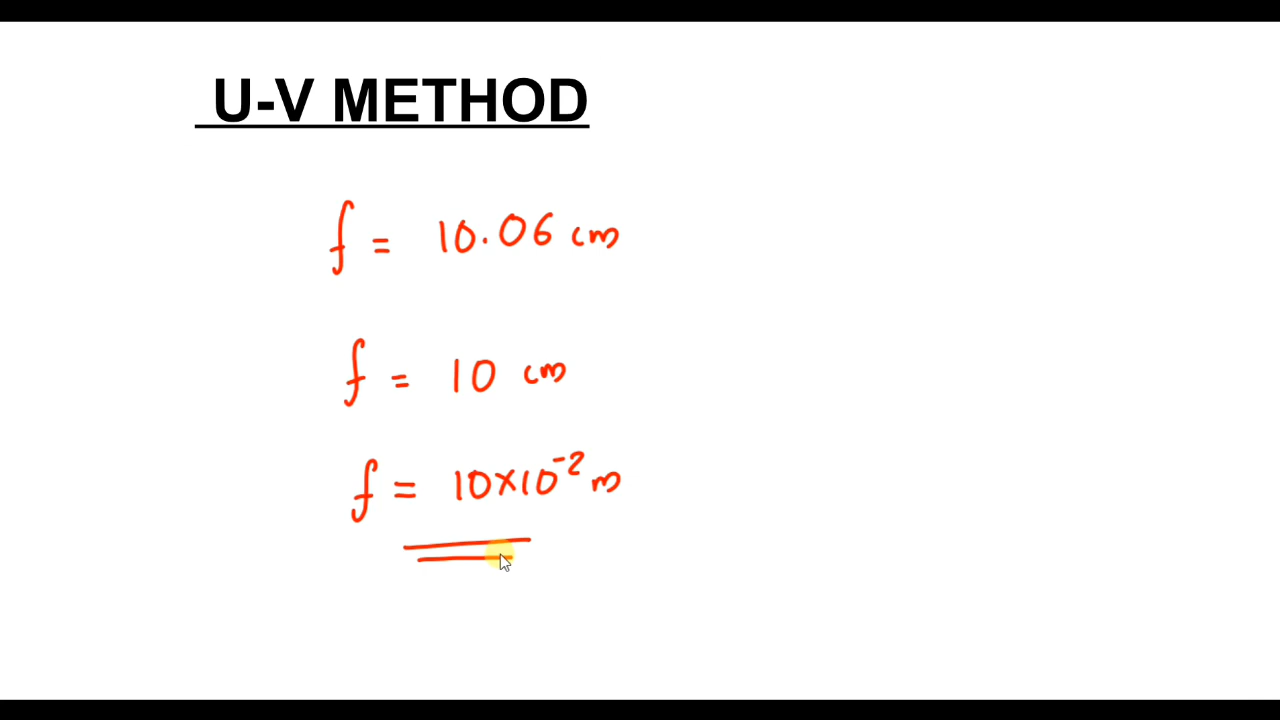 U-V METHOD
f = 10.06 cm
f = 10 cm
f = 10×10⁻² m